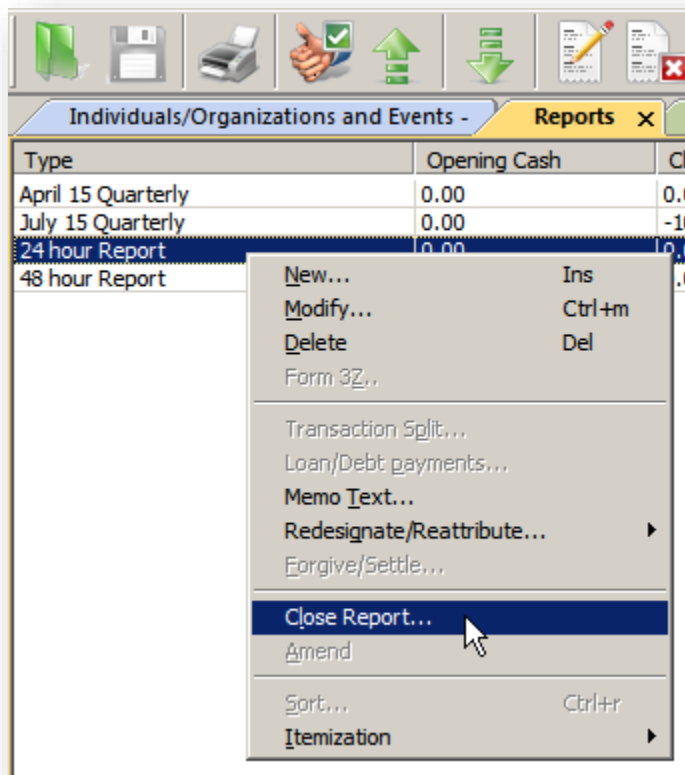 Individuals/Organizations and Events - Reports x
Type Opening Cash
April 15 Quarterly 0.00
July 15 Quarterly 0.00
24 hour Report 0.00
48 hour Report
New... Ins
Modify... Ctrl+m
Delete Del
Form 3Z..
Transaction Split...
Loan/Debt payments...
Memo Text...
Redesignate/Reattribute...
Forgive/Settle...
Close Report...
Amend
Sort... Ctrl+r
Itemization